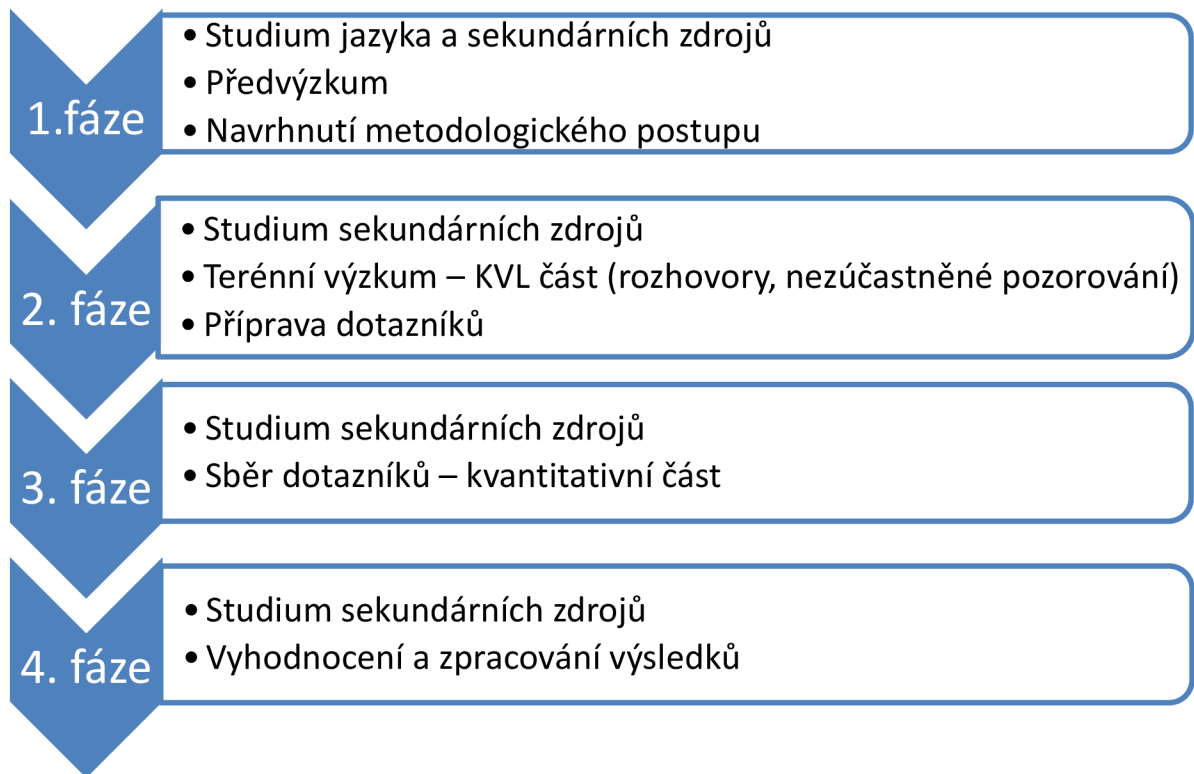 1.fáze
• Studium jazyka a sekundárních zdrojů
• Předvýzkum
• Navrhnutí metodologického postupu
2. fáze
• Studium sekundárních zdrojů
• Terénní výzkum – KVL část (rozhovory, nezúčastněné pozorování)
• Příprava dotazníků
3. fáze
• Studium sekundárních zdrojů
• Sběr dotazníků – kvantitativní část
4. fáze
• Studium sekundárních zdrojů
• Vyhodnocení a zpracování výsledků